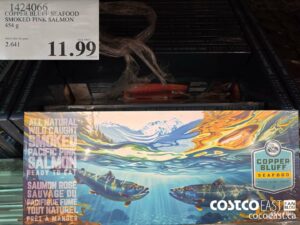 1424066
COPPER BLUFF SEAFOOD
SMOKED PINK SALMON
454 g
2.641
11.99
ALL NATURAL
WILD CAUGHT
SMOKED
PACIFIC PINK
SALMON
READY TO EAT
SAUMON ROSE
SAUVAGE DU
PACIFIQUE FUMÉ
TOUT NATUREL
PRÊT À MANGER
COPPER
BLUFF
SEAFOOD
COSTCO EAST
cocoeast.ca